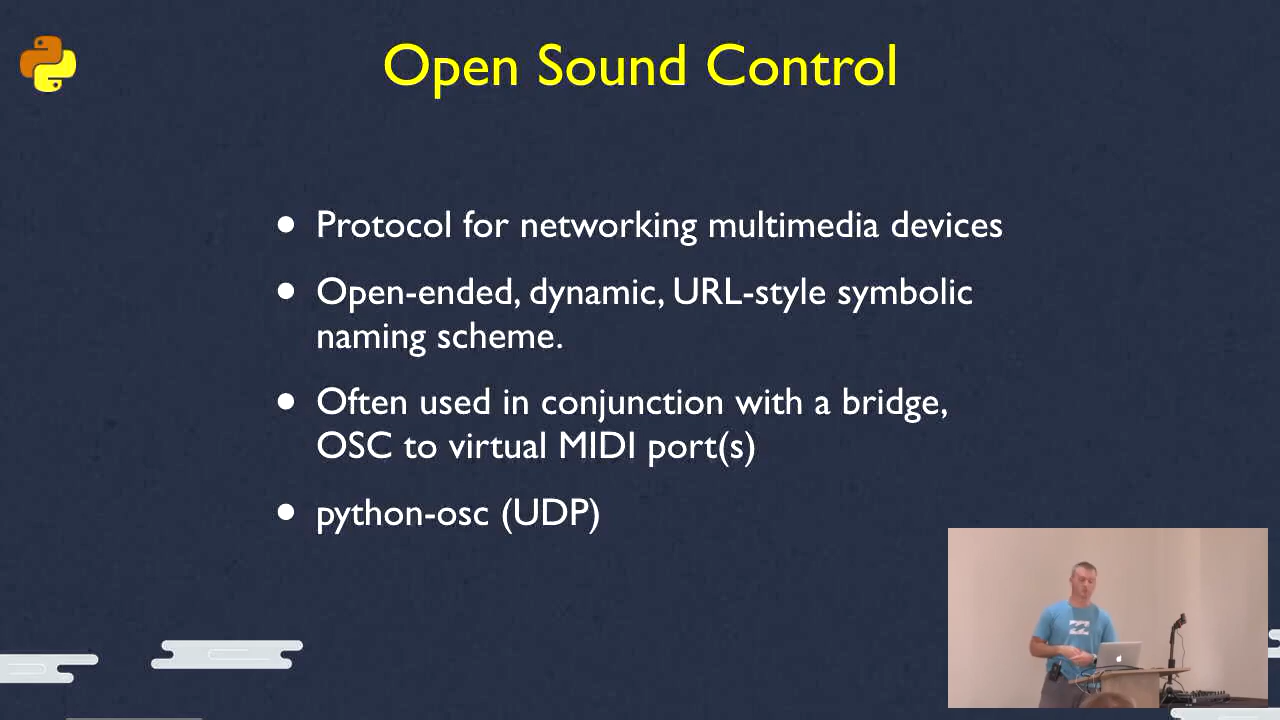 Open Sound Control
• Protocol for networking multimedia devices
• Open-ended, dynamic, URL-style symbolic
naming scheme.
• Often used in conjunction with a bridge,
OSC to virtual MIDI port(s)
• python-osc (UDP)